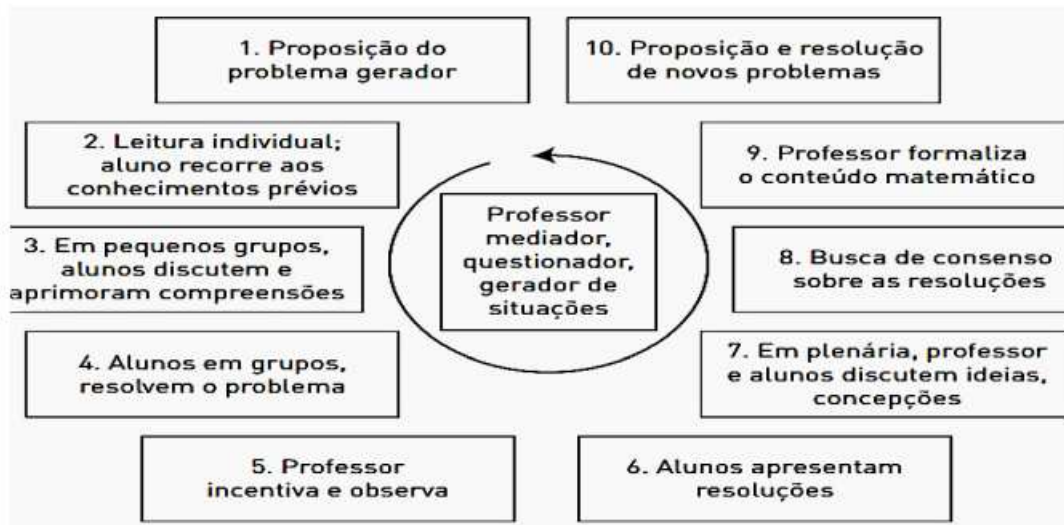 1. Proposição do
problema gerador
2. Leitura individual;
aluno recorre aos
conhecimentos prévios
3. Em pequenos grupos,
alunos discutem e
aprimoram compreensões
4. Alunos em grupos,
resolvem o problema
5. Professor
incentiva e observa
6. Alunos apresentam
resoluções
7. Em plenária, professor
e alunos discutem ideias,
concepções
8. Busca de consenso
sobre as resoluções
9. Professor formaliza
o conteúdo matemático
10. Proposição e resolução
de novos problemas
Professor
mediador,
questionador,
gerador de
situações